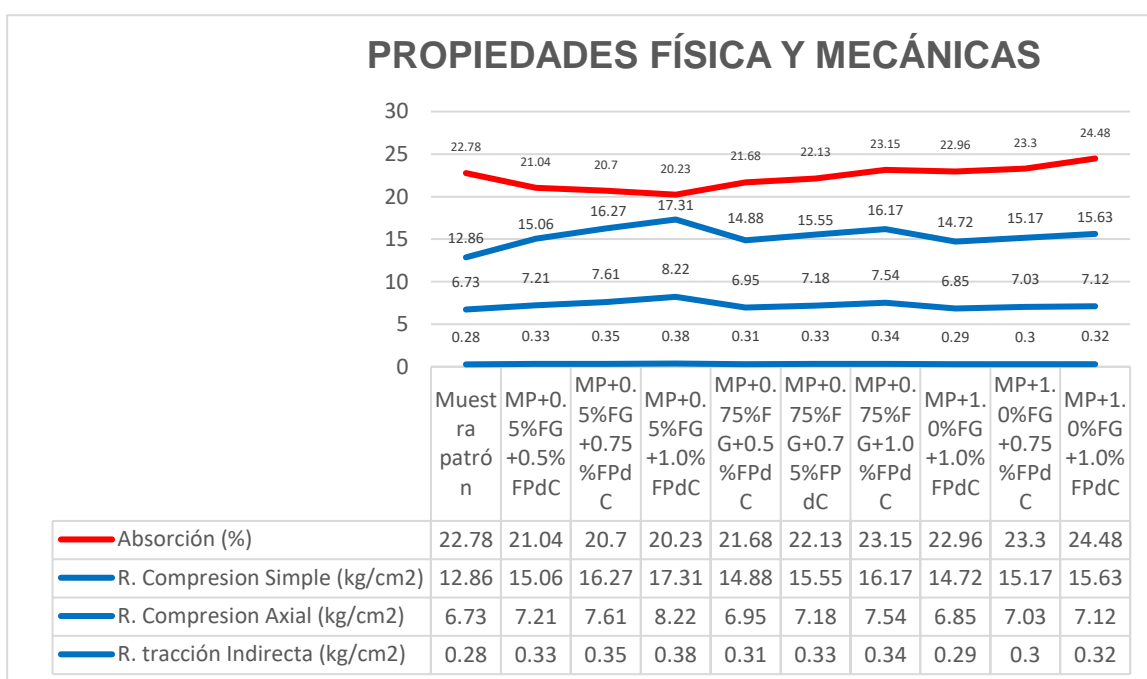 PROPIEDADES FÍSICA Y MECÁNICAS
30
25
20
15
10
5
0
22.78 21.04 20.7 20.23 21.68 22.13 23.15 22.96 23.3 24.48
12.86 15.06 16.27 17.31 14.88 15.55 16.17 14.72 15.17 15.63
6.73 7.21 7.61 8.22 6.95 7.18 7.54 6.85 7.03 7.12
0.28 0.33 0.35 0.38 0.31 0.33 0.34 0.29 0.3 0.32
Muest
ra
patró
n
MP+0.
5%FG
+0.5%
FPdC
MP+0.
5%FG
+0.75
%FPd
C
MP+0.
5%FG
+1.0%
FPdC
MP+0.
75%F
G+0.5
%FPd
C
MP+0.
75%F
G+0.7
5%FP
dC
MP+0.
75%F
G+1.0
%FPd
C
MP+1.
0%FG
+1.0%
FPdC
MP+1.
0%FG
+0.75
%FPd
C
MP+1.
0%FG
+1.0%
FPdC
Absorción (%) 22.78 21.04 20.7 20.23 21.68 22.13 23.15 22.96 23.3 24.48
R. Compresion Simple (kg/cm2) 12.86 15.06 16.27 17.31 14.88 15.55 16.17 14.72 15.17 15.63
R. Compresion Axial (kg/cm2) 6.73 7.21 7.61 8.22 6.95 7.18 7.54 6.85 7.03 7.12
R. tracción Indirecta (kg/cm2) 0.28 0.33 0.35 0.38 0.31 0.33 0.34 0.29 0.3 0.32